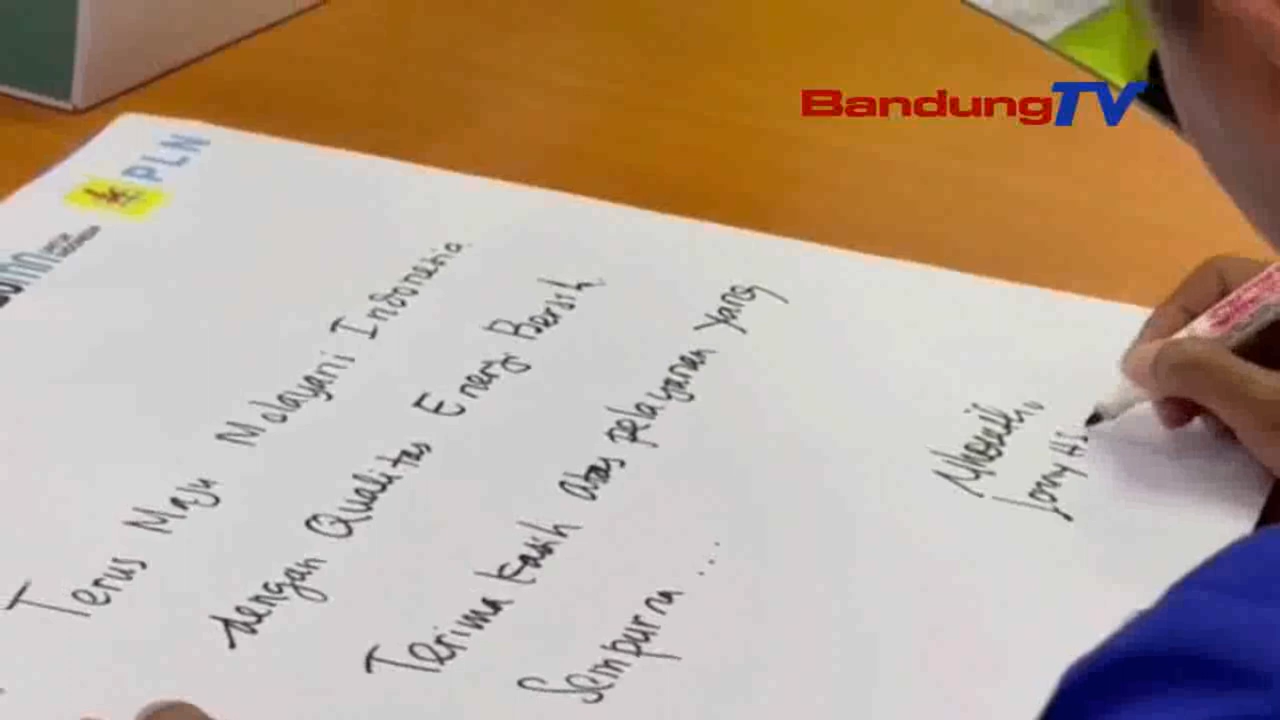 BandungTV
PLN
Terus Maju Melayani Indonesia
dengan Qualitas Energi Bersih
Terima kasih atas pelayanan yang
Sempurna ...